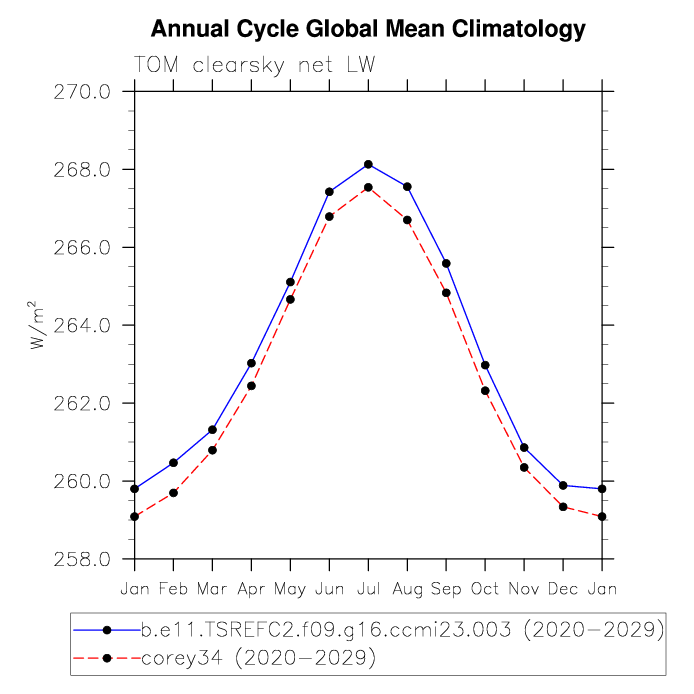 Annual Cycle Global Mean Climatology
TOM clearsky net LW
270.0
268.0
266.0
264.0
262.0
260.0
258.0
W/m²
Jan Feb Mar Apr May Jun Jul Aug Sep Oct Nov Dec Jan
b.e11.TSREFC2.f09.g16.ccmi23.003 (2020-2029)
corey34 (2020-2029)